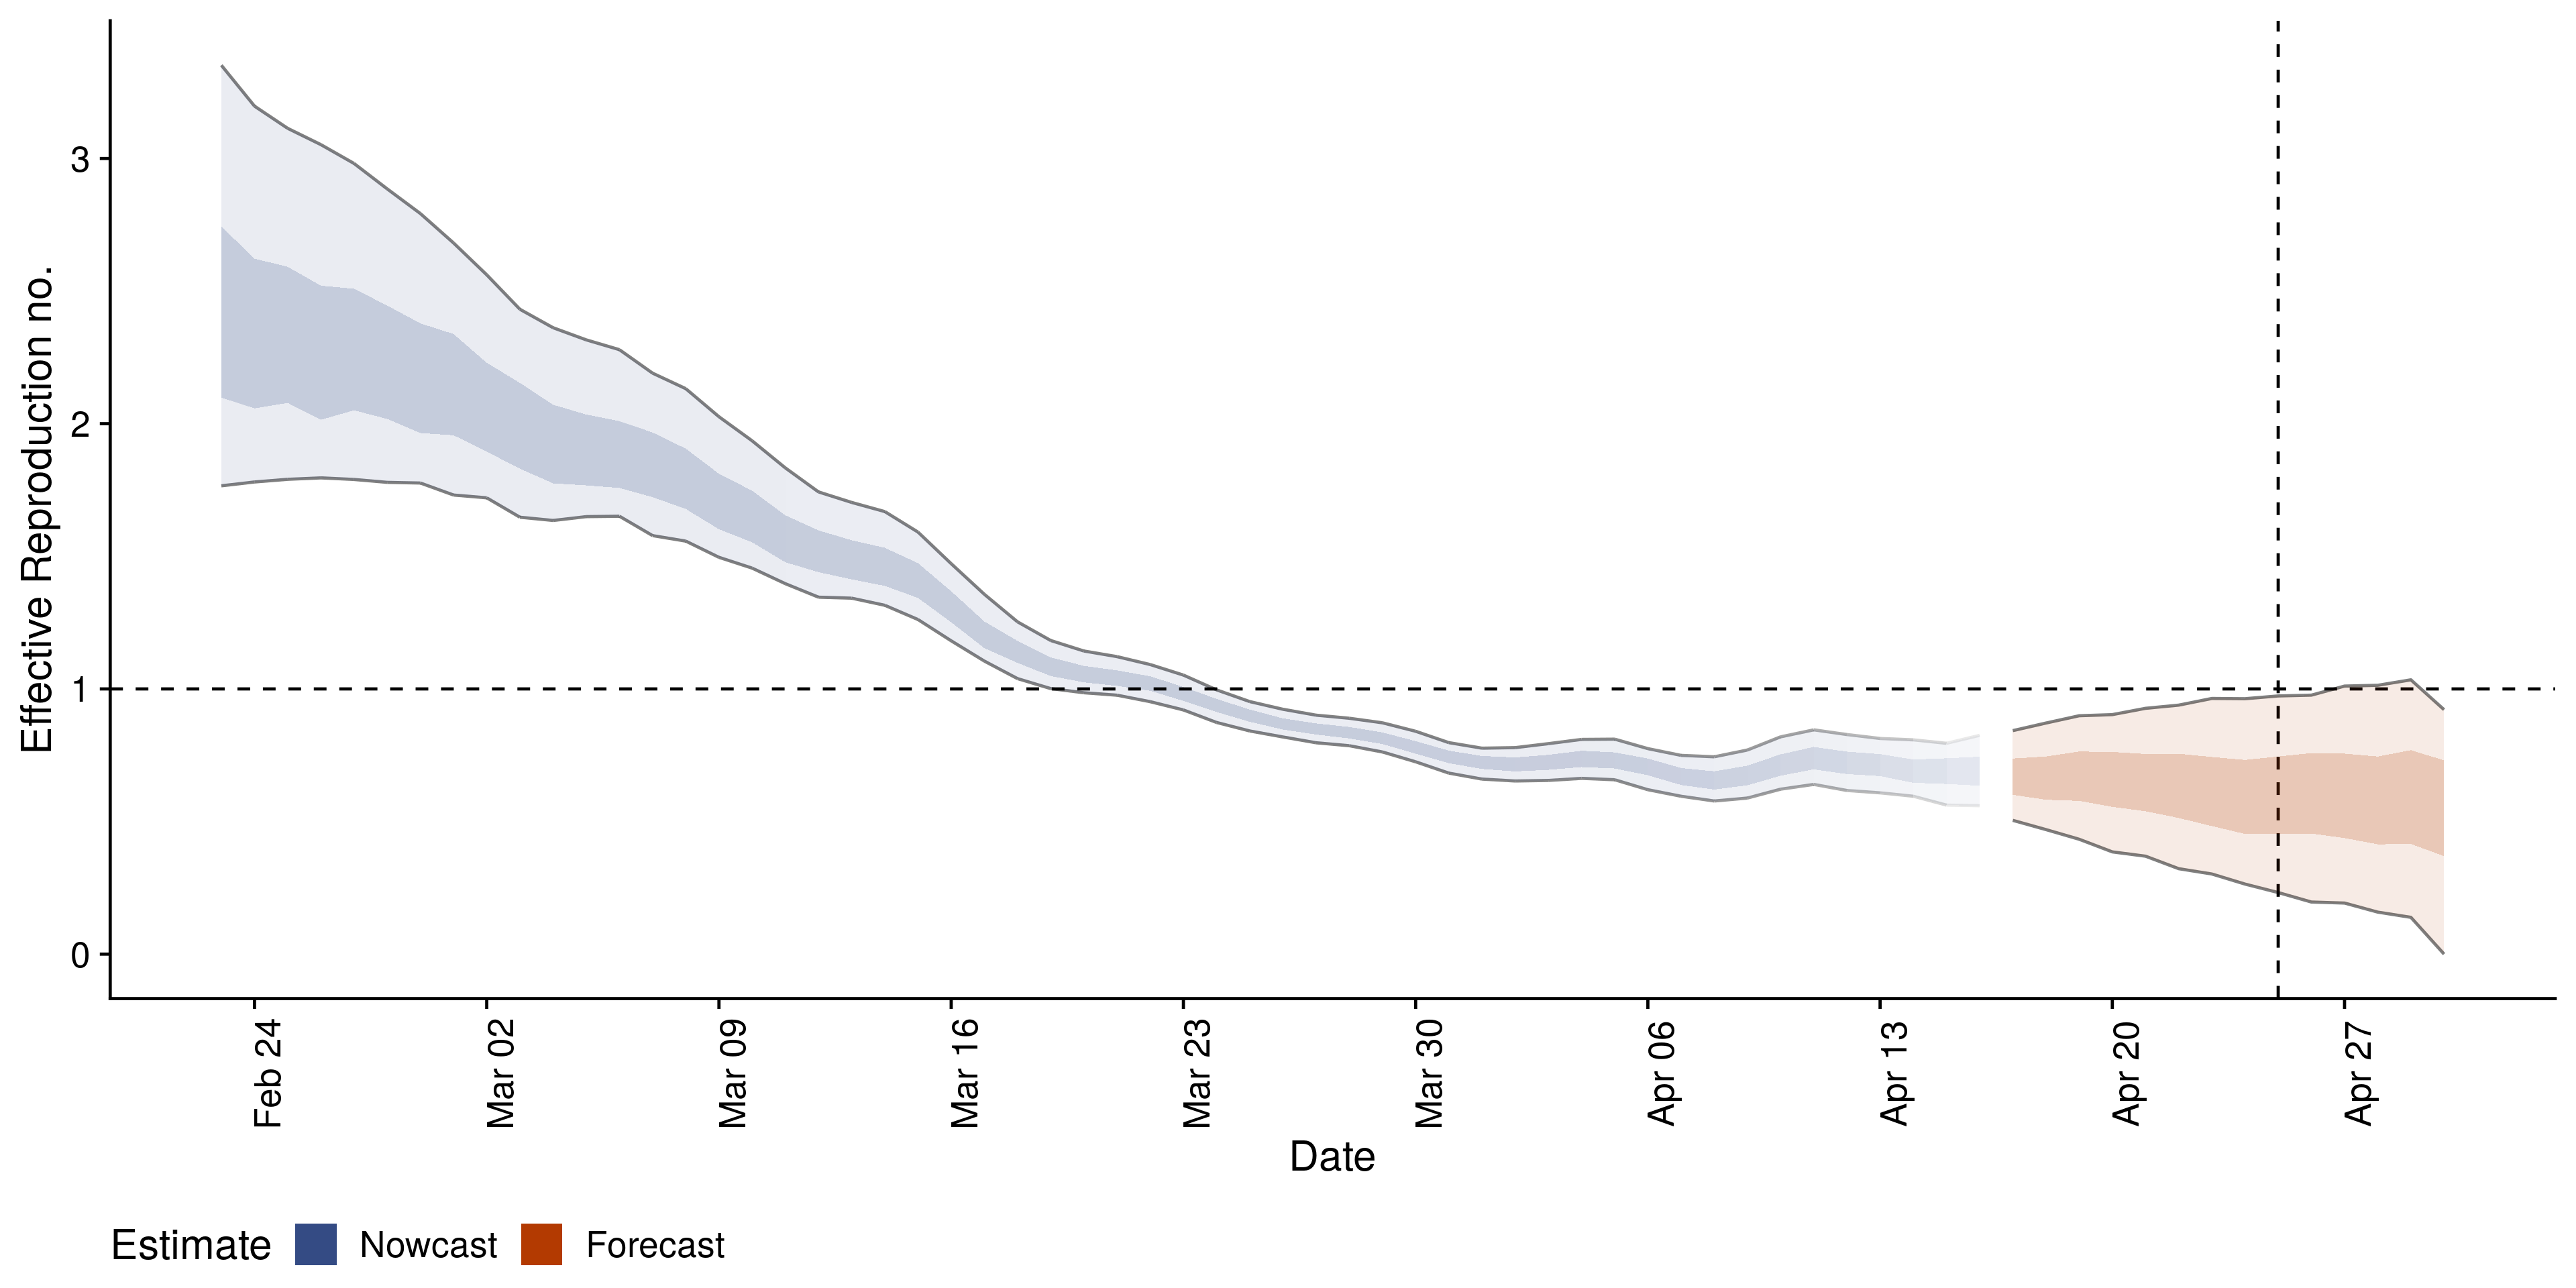 Effective Reproduction no.
3
2
1
0
Feb 24
Mar 02
Mar 09
Mar 16
Mar 23
Mar 30
Apr 06
Apr 13
Apr 20
Apr 27
Date
Estimate Nowcast Forecast